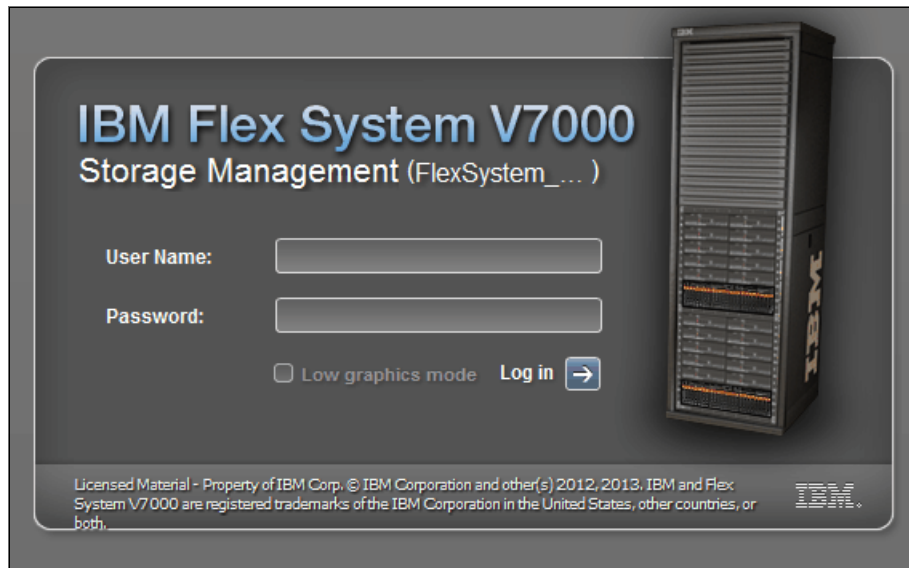 IBM
IBM Flex System V7000
Storage Management (FlexSystem_... )
User Name:
Password:
Low graphics mode Log in
IBM
Licensed Material - Property of IBM Corp. © IBM Corporation and other(s) 2012, 2013. IBM and Flex
System V7000 are registered trademarks of the IBM Corporation in the United States, other countries, or
both.
IBM.